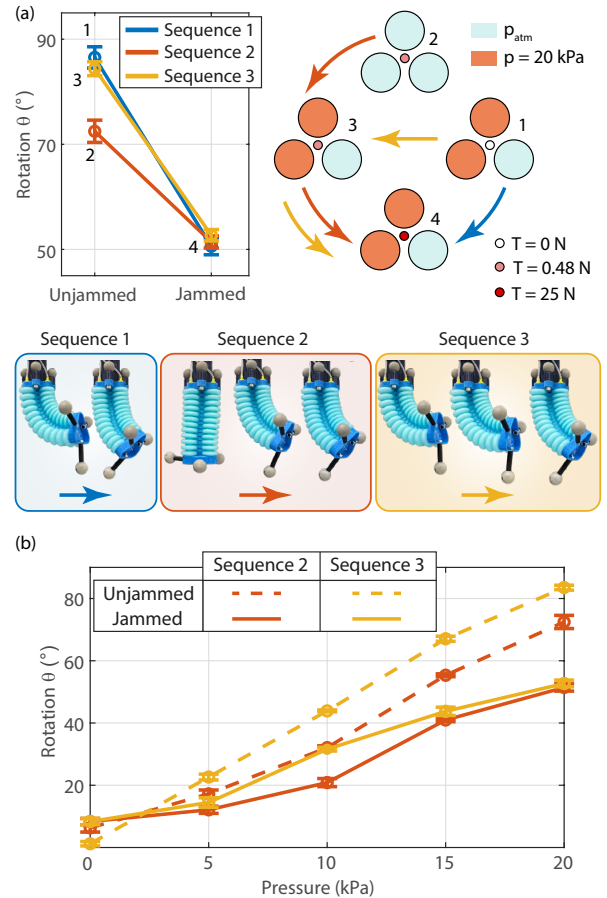 (a)
90
70
50
Rotation θ (°)
Unjammed
Jammed
1
3
2
4
Sequence 1
Sequence 2
Sequence 3
2
3
1
4
p_atm
p = 20 kPa
T = 0 N
T = 0.48 N
T = 25 N
Sequence 1
Sequence 2
Sequence 3
(b)
Sequence 2 Sequence 3
Unjammed
Jammed
80
60
40
20
Rotation θ (°)
0 5 10 15 20
Pressure (kPa)